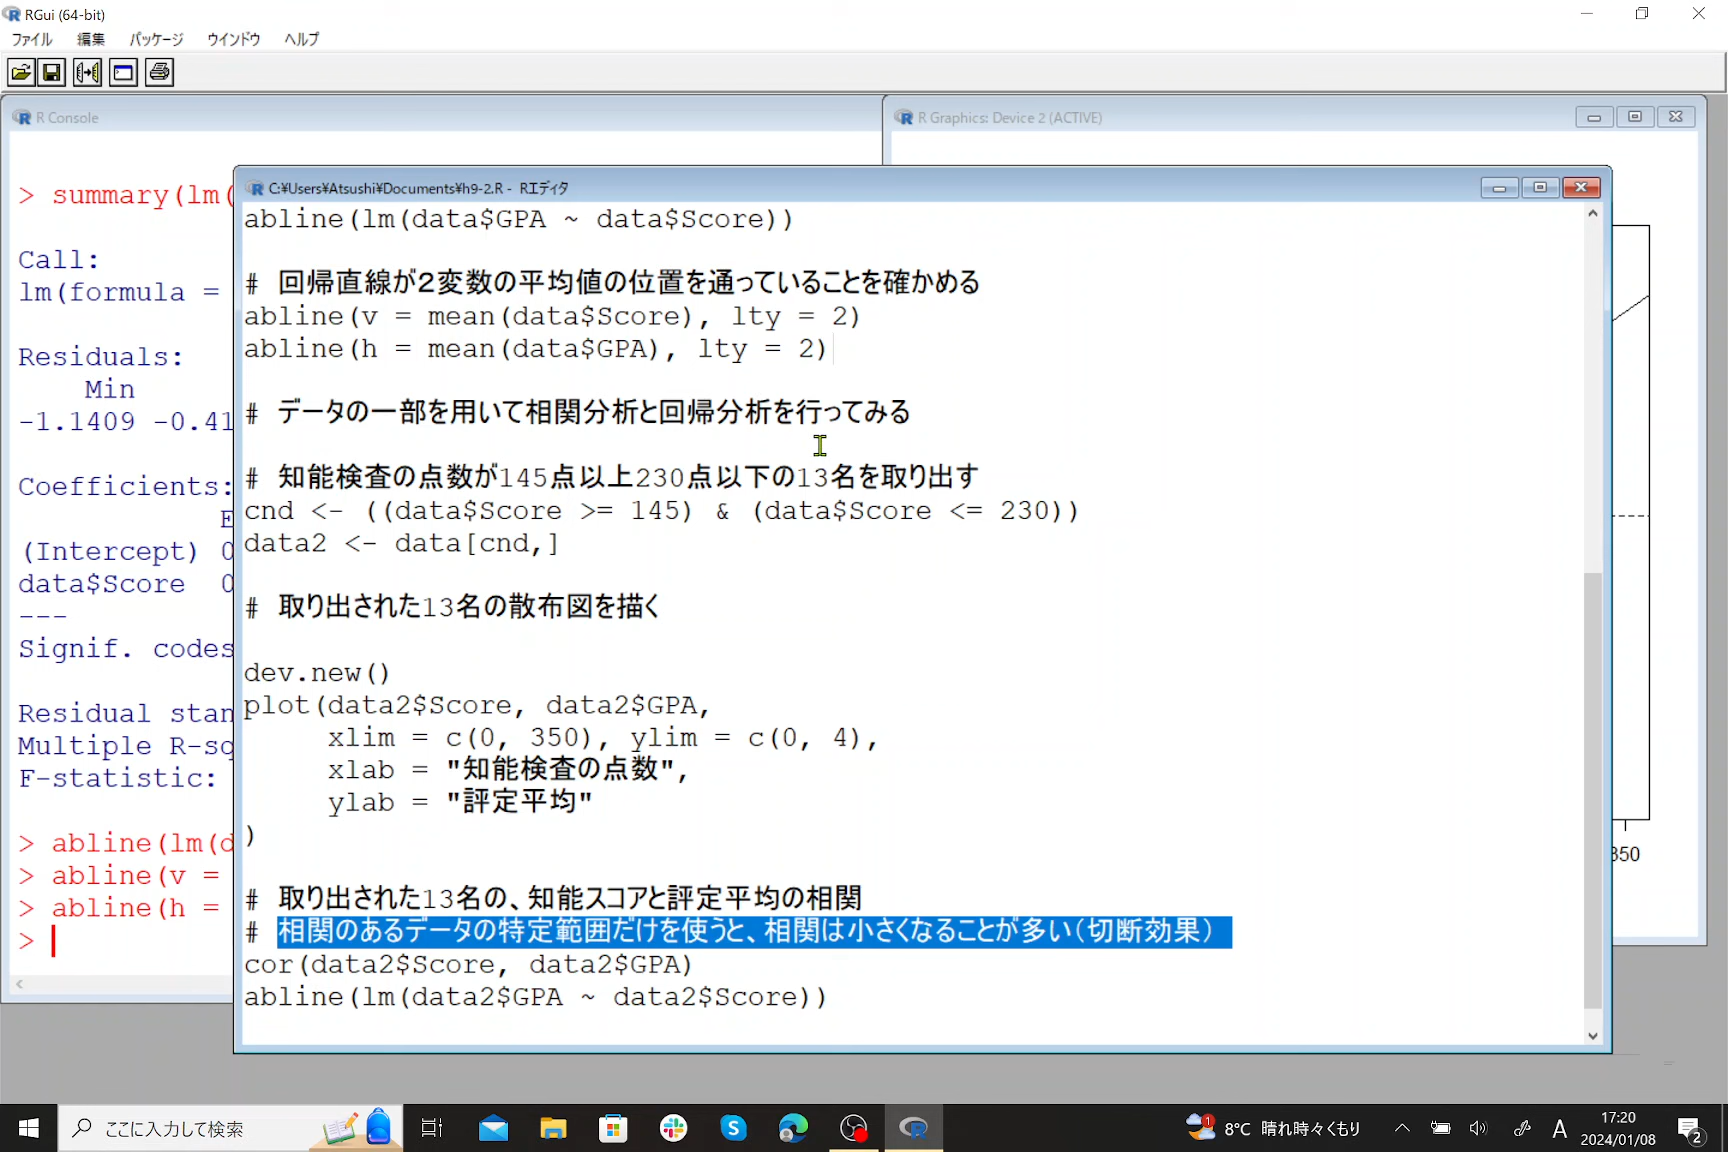 RGui (64-bit)
ファイル 編集 パッケージ ウインドウ ヘルプ
R Console
> summary(lm(
Call:
lm(formula =
Residuals:
Min
-1.1409 -0.41
Coefficients:
E
(Intercept) 0
data$Score 0
---
Signif. codes
Residual stan
Multiple R-sq
F-statistic:
> abline(lm(d
> abline(v =
> abline(h =
>
R Graphics: Device 2 (ACTIVE)
350
C:¥Users¥Atsushi¥Documents¥h9-2.R - Rエディタ
abline(lm(data$GPA ~ data$Score))
# 回帰直線が2変数の平均値の位置を通っていることを確かめる
abline(v = mean(data$Score), lty = 2)
abline(h = mean(data$GPA), lty = 2)
# データの一部を用いて相関分析と回帰分析を行ってみる
# 知能検査の点数が145点以上230点以下の13名を取り出す
cnd <- ((data$Score >= 145) & (data$Score <= 230))
data2 <- data[cnd,]
# 取り出された13名の散布図を描く
dev.new()
plot(data2$Score, data2$GPA,
xlim = c(0, 350), ylim = c(0, 4),
xlab = "知能検査の点数",
ylab = "評定平均"
)
# 取り出された13名の、知能スコアと評定平均の相関
# 相関のあるデータの特定範囲だけを使うと、相関は小さくなることが多い(切断効果)
cor(data2$Score, data2$GPA)
abline(lm(data2$GPA ~ data2$Score))
ここに入力して検索
1
8°C 晴れ時々くもり
A
17:20
2024/01/08
2